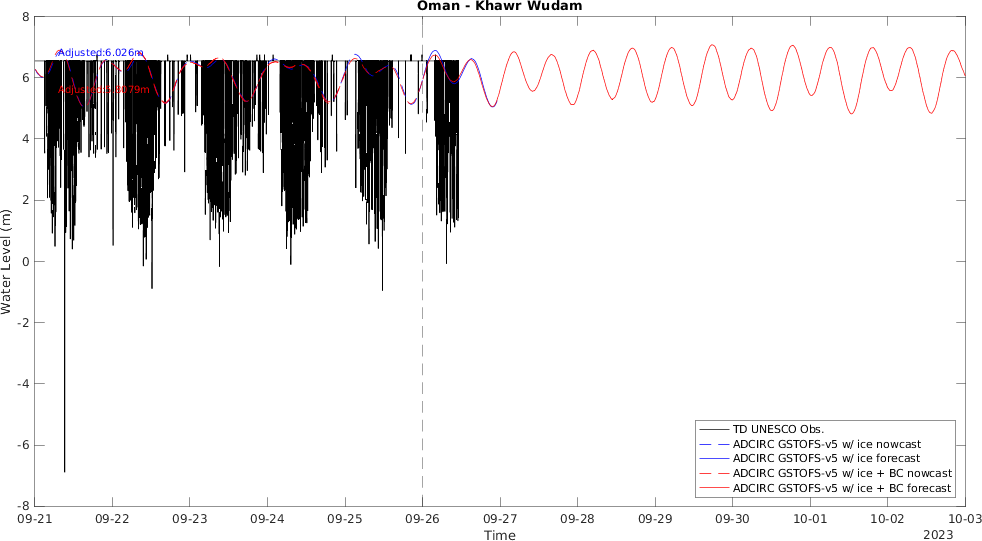 Oman - Khawr Wudam
8
6
4
2
0
-2
-4
-6
-8
Water Level (m)
Adjusted:6.026m
TD UNESCO Obs.
ADCIRC GSTOFS-v5 w/ ice nowcast
ADCIRC GSTOFS-v5 w/ ice forecast
ADCIRC GSTOFS-v5 w/ ice + BC nowcast
ADCIRC GSTOFS-v5 w/ ice + BC forecast
09-21 09-22 09-23 09-24 09-25 09-26 09-27 09-28 09-29 09-30 10-01 10-02 10-03
Time
2023